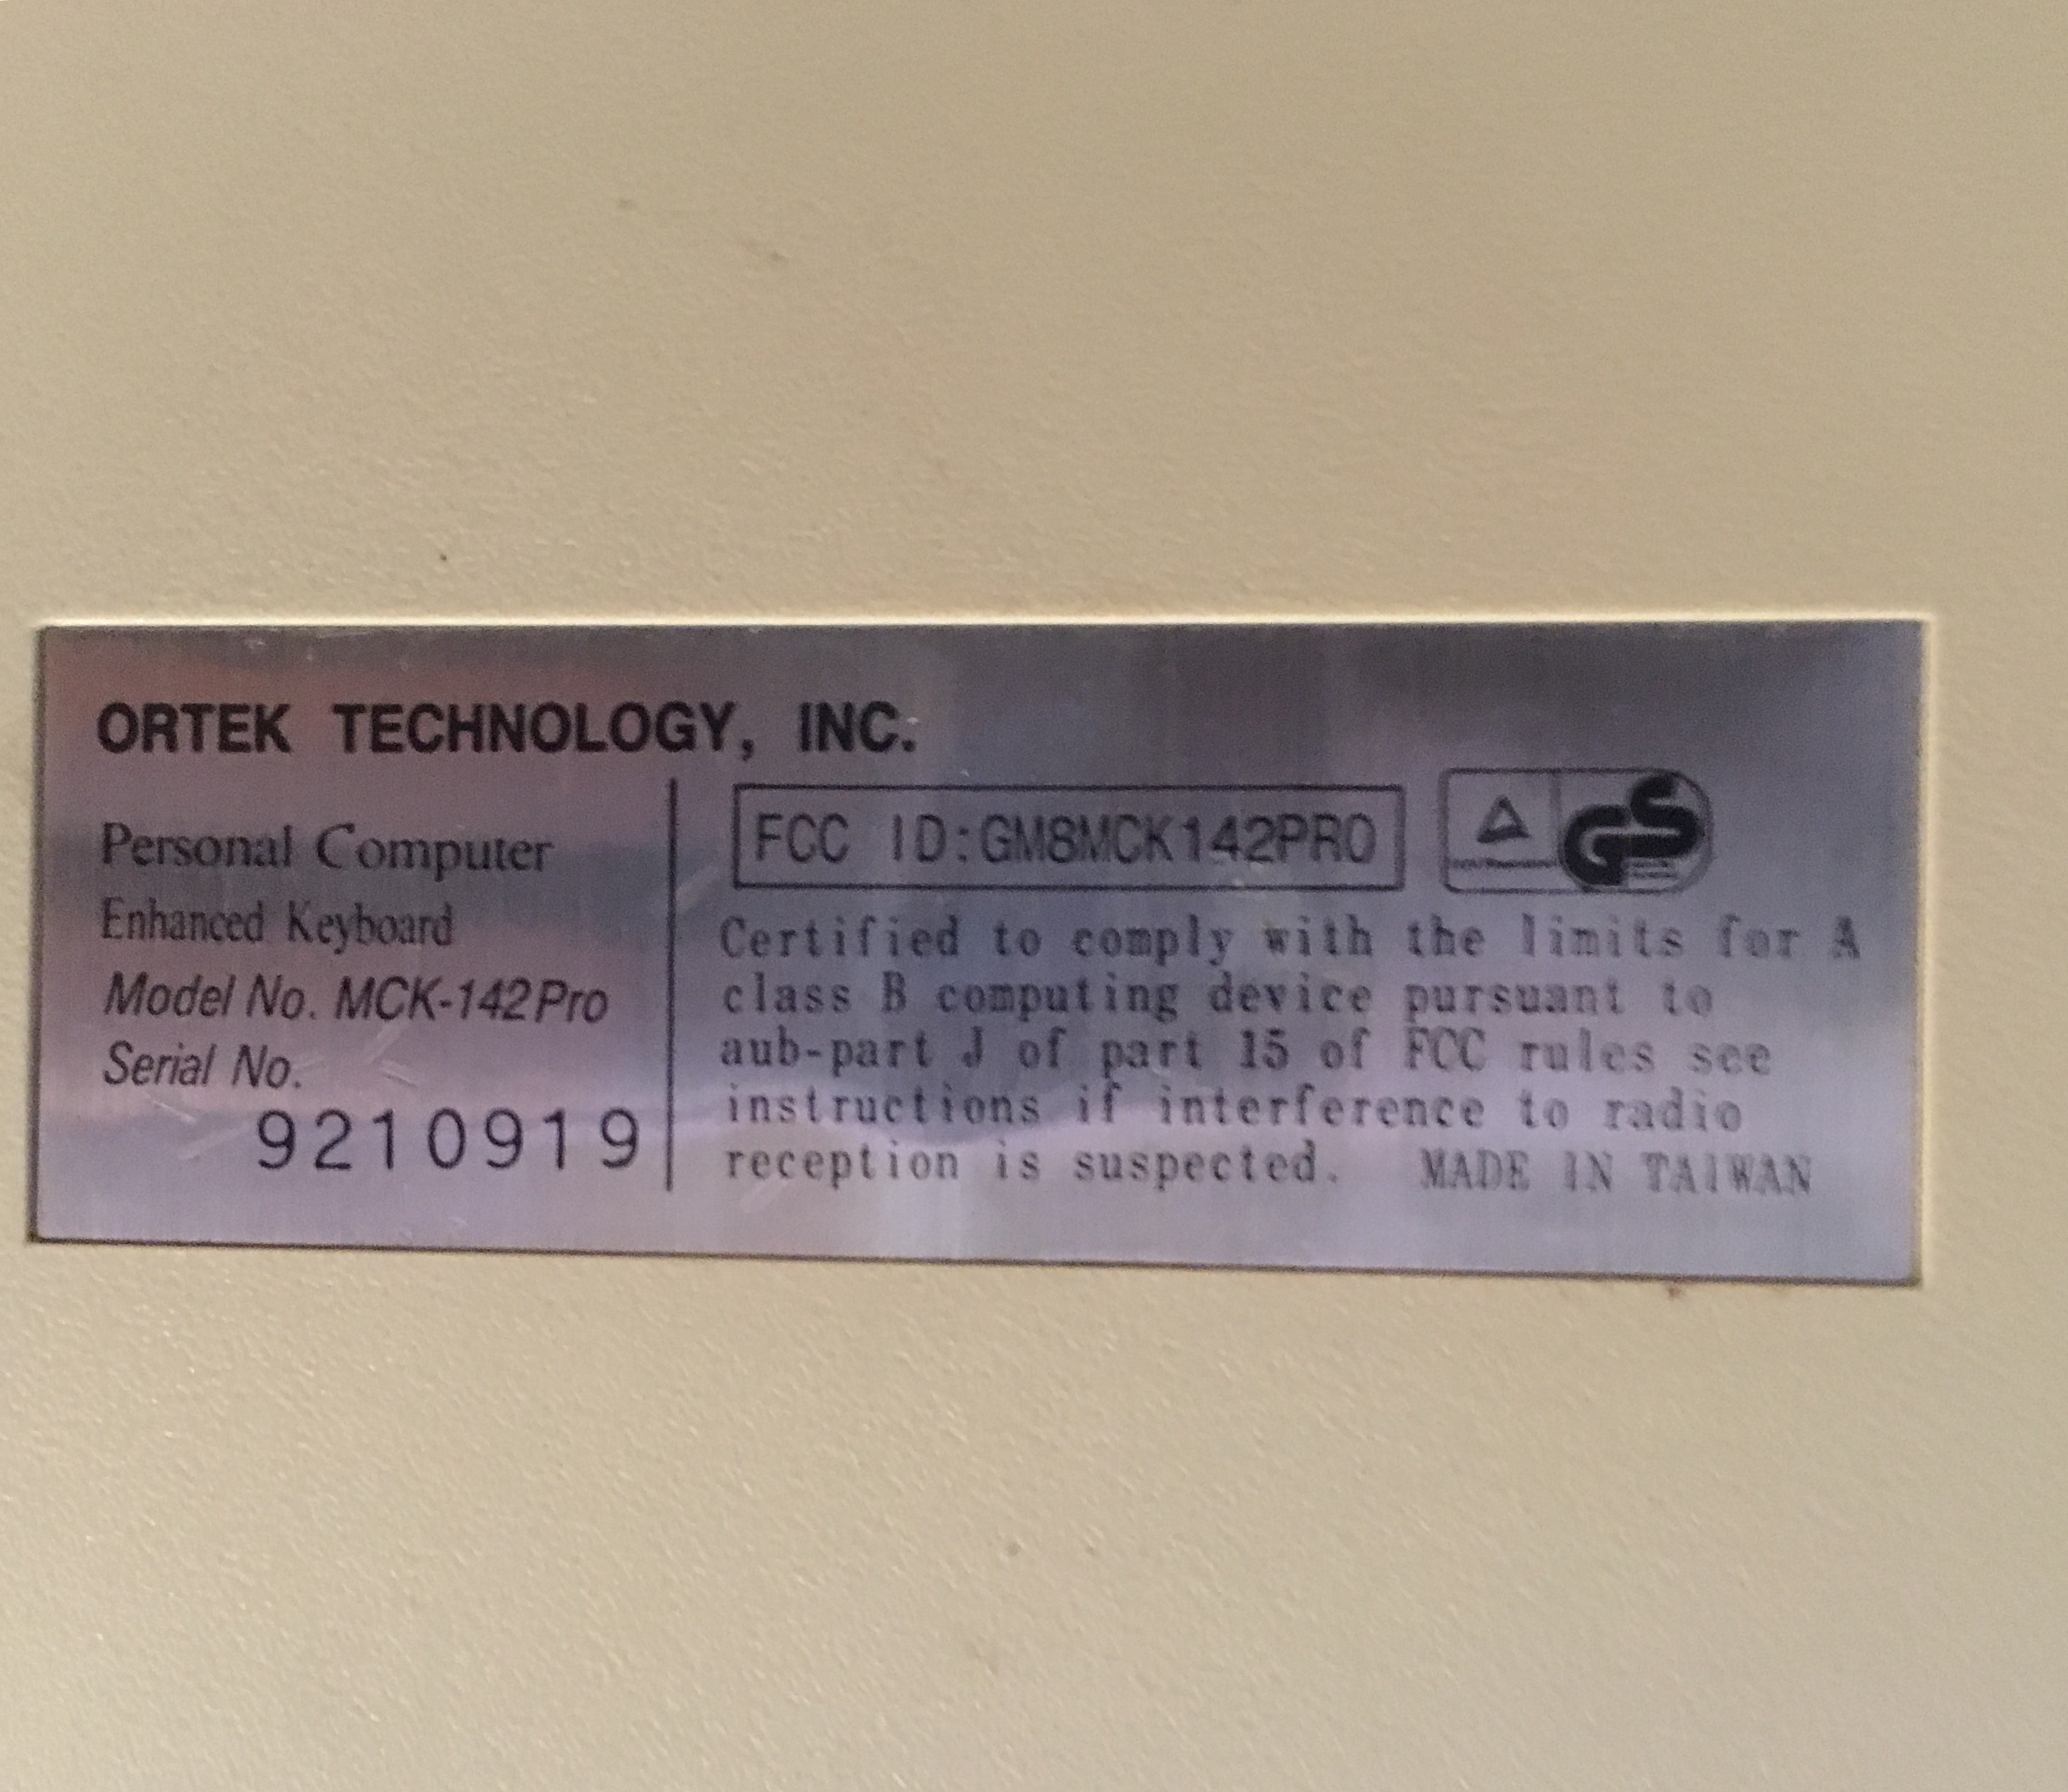 ORTEK TECHNOLOGY, INC.
Personal Computer
Enhanced Keyboard
Model No. MCK-142Pro
Serial No.
9210919
FCC ID:GM8MCK142PRO
GS
Certified to comply with the limits for A
class B computing device pursuant to
aub-part J of part 15 of FCC rules see
instructions if interference to radio
reception is suspected. MADE IN TAIWAN